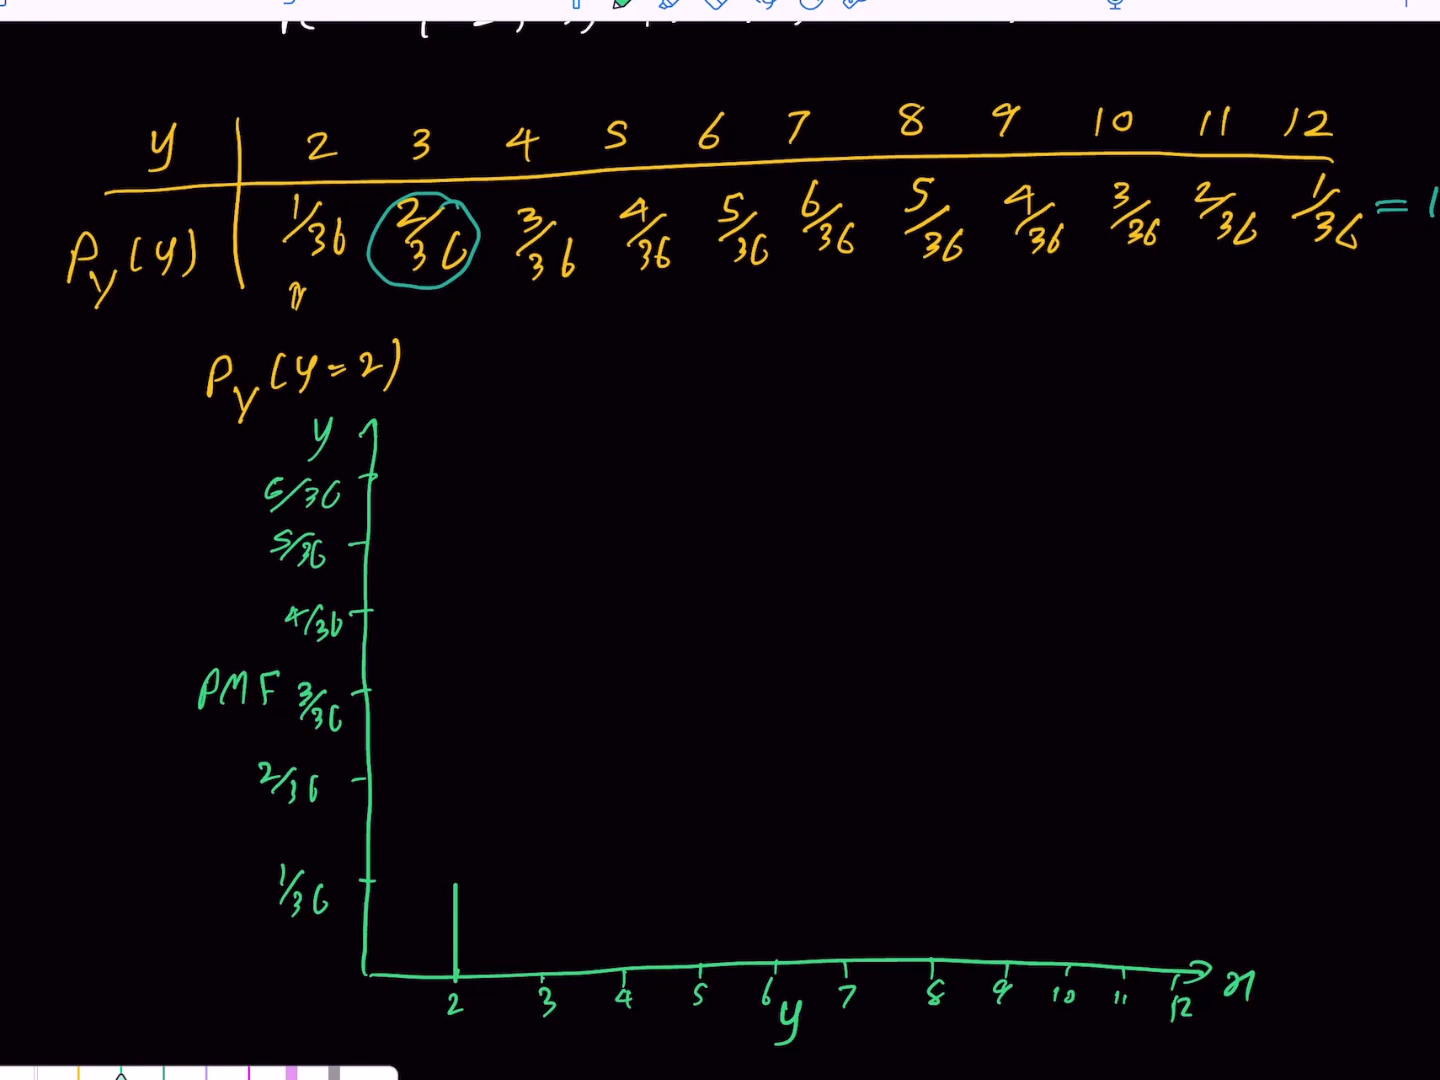 y 2 3 4 5 6 7 8 9 10 11 12
P_Y(y) 1/36 2/36 3/36 4/36 5/36 6/36 5/36 4/36 3/36 2/36 1/36 = 1
P_Y(y=2)
y
6/36
5/36
4/36
PMF 3/36
2/36
1/36
2 3 4 5 6 7 8 9 10 11 12 x
y